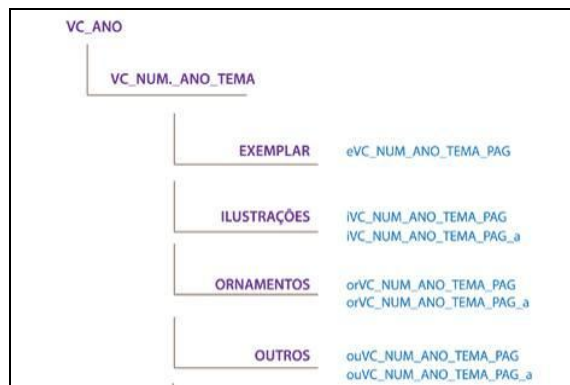 VC_ANO
VC_NUM._ANO_TEMA
EXEMPLAR eVC_NUM_ANO_TEMA_PAG
ILUSTRAÇÕES iVC_NUM_ANO_TEMA_PAG
iVC_NUM_ANO_TEMA_PAG_a
ORNAMENTOS orVC_NUM_ANO_TEMA_PAG
orVC_NUM_ANO_TEMA_PAG_a
OUTROS ouVC_NUM_ANO_TEMA_PAG
ouVC_NUM_ANO_TEMA_PAG_a